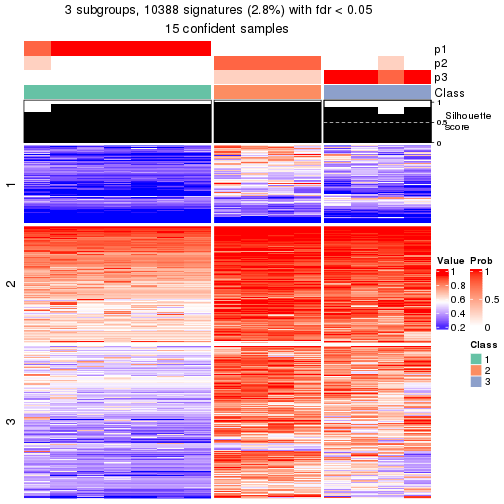 3 subgroups, 10388 signatures (2.8%) with fdr < 0.05
15 confident samples
p1
p2
p3
Class
1
0.5
0
Silhouette
score
1
2
3
Value
1
0.8
0.6
0.4
0.2
Prob
1
0.5
0
Class
1
2
3